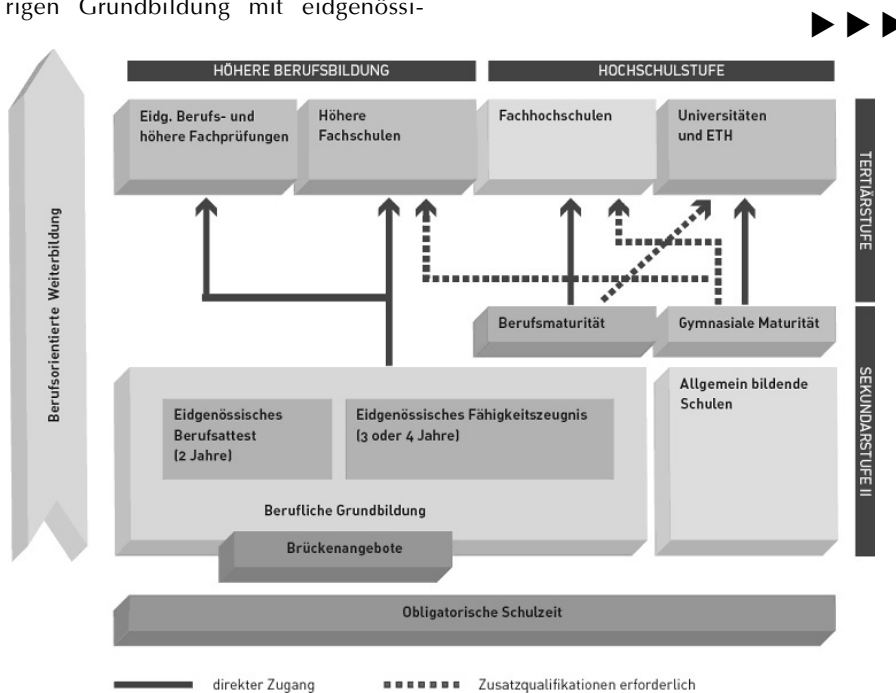 rigen Grundbildung mit eidgenössi-
HÖHERE BERUFSBILDUNG
HOCHSCHULSTUFE
Eidg. Berufs- und
höhere Fachprüfungen
Höhere
Fachschulen
Fachhochschulen
Universitäten
und ETH
TERTIÄRSTUFE
Berufsorientierte Weiterbildung
Berufsmaturität
Gymnasiale Maturität
SEKUNDARSTUFE II
Allgemein bildende
Schulen
Eidgenössisches
Berufsattest
(2 Jahre)
Eidgenössisches Fähigkeitszeugnis
(3 oder 4 Jahre)
Berufliche Grundbildung
Brückenangebote
Obligatorische Schulzeit
direkter Zugang
Zusatzqualifikationen erforderlich